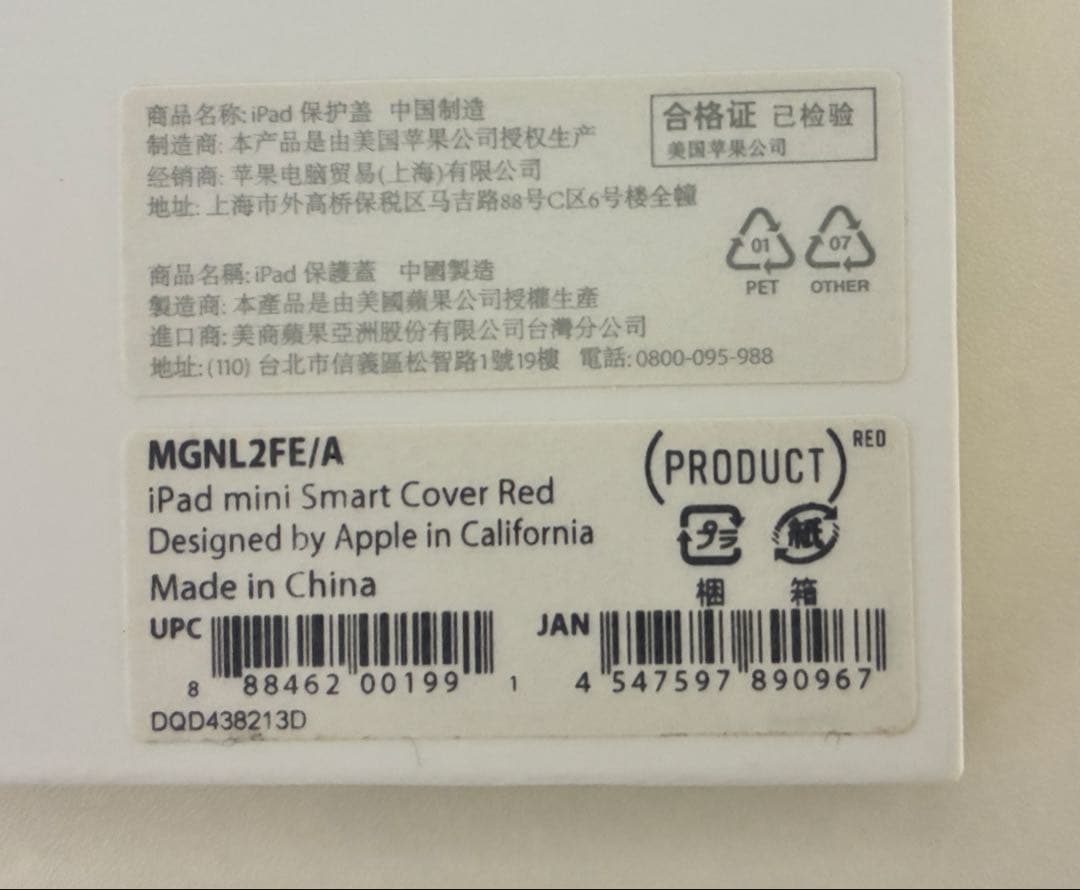 商品名称: iPad 保护盖 中国制造
制造商: 本产品是由美国苹果公司授权生产
经销商: 苹果电脑贸易(上海)有限公司
地址: 上海市外高桥保税区马吉路88号C区6号楼全幢
合格证 已检验
美国苹果公司
01
PET
07
OTHER
商品名稱: iPad 保護蓋 中國製造
製造商: 本產品是由美國蘋果公司授權生產
進口商: 美商蘋果亞洲股份有限公司台灣分公司
地址: (110) 台北市信義區松智路1號19樓 電話: 0800-095-988
MGNL2FE/A
iPad mini Smart Cover Red
Designed by Apple in California
Made in China
(PRODUCT)RED
プラ
紙
梱
箱
UPC
8 88462 00199 1
JAN
4 547597 890967
DQD438213D